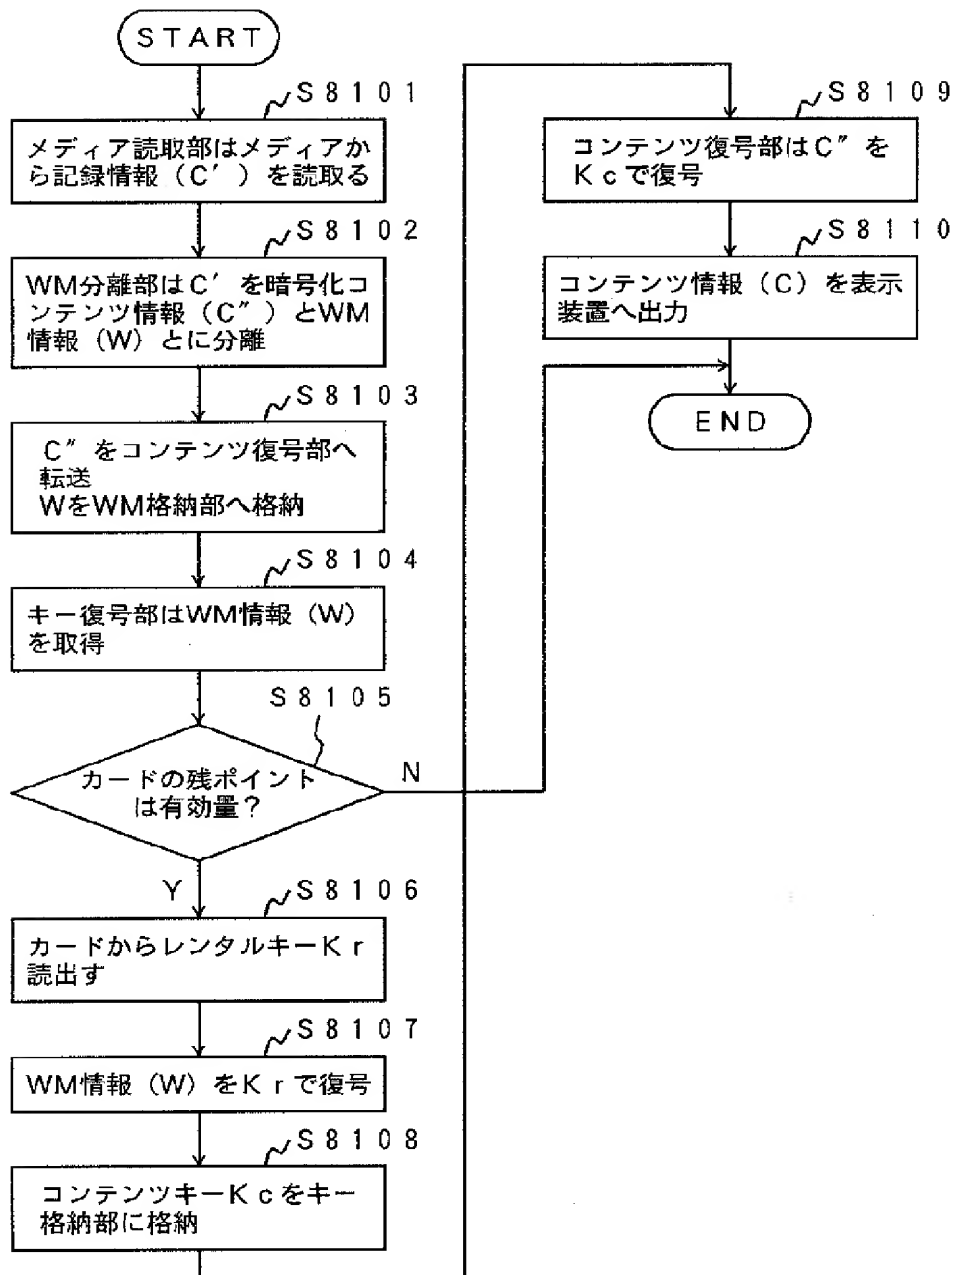 START
S8101
メディア読取部はメディアか
ら記録情報（C′）を読取る
S8102
WM分離部はC′を暗号化コ
ンテンツ情報（C″）とWM
情報（W）とに分離
S8103
C″をコンテンツ復号部へ
転送
WをWM格納部へ格納
S8104
キー復号部はWM情報（W）
を取得
S8105
カードの残ポイント
は有効量？
N
Y
S8106
カードからレンタルキーKr
読出す
S8107
WM情報（W）をKrで復号
S8108
コンテンツキーKcをキー
格納部に格納
S8109
コンテンツ復号部はC″を
Kcで復号
S8110
コンテンツ情報（C）を表示
装置へ出力
END